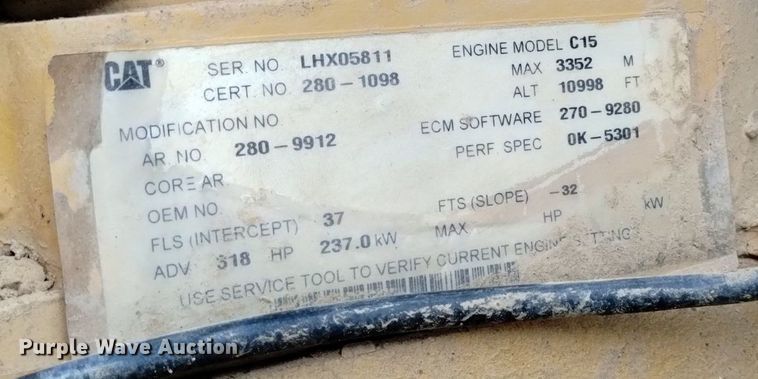 CAT® SER. NO. LHX05811 ENGINE MODEL C15
CERT. NO. 280-1098 MAX 3352 M
ALT 10998 FT
MODIFICATION NO.
AR. NO. 280-9912 ECM SOFTWARE 270-9280
PERF. SPEC 0K-5301
CORE AR
OEM NO.
FLS (INTERCEPT) 37 FTS (SLOPE) -32
ADV 318 HP 237.0 kW MAX. HP kW
USE SERVICE TOOL TO VERIFY CURRENT ENGINE SETTING
Purple Wave Auction